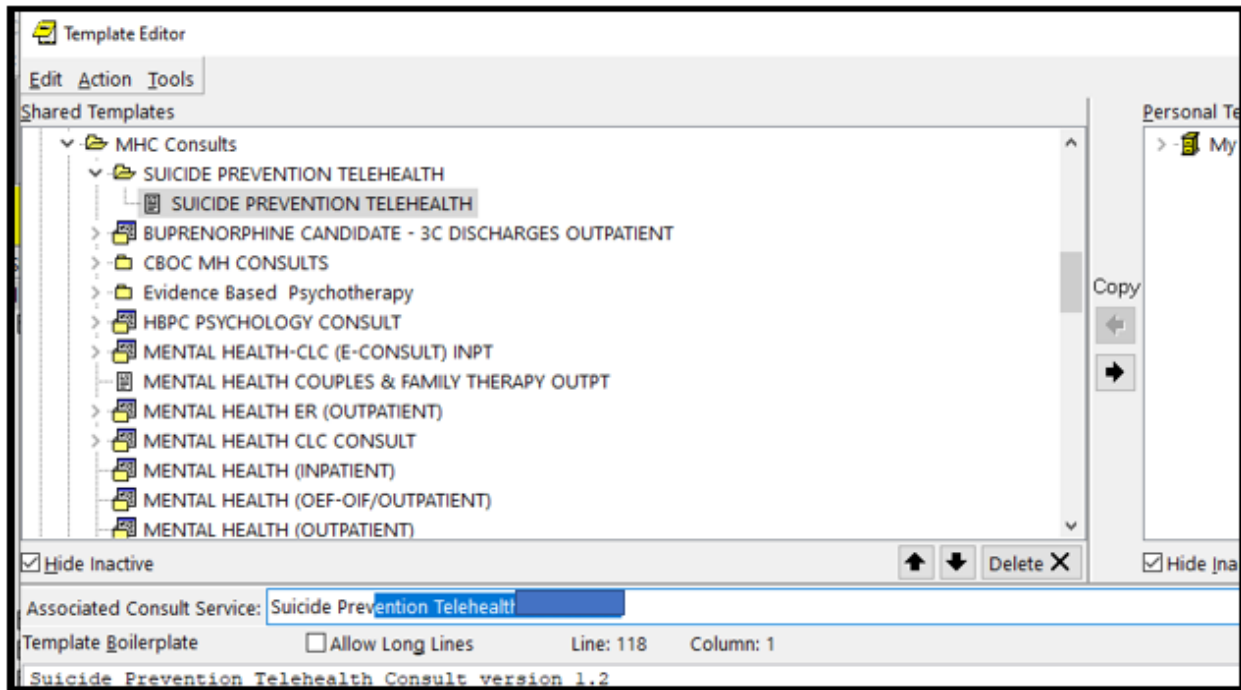 Template Editor
Edit Action Tools
Shared Templates
Personal Te
MHC Consults
My
SUICIDE PREVENTION TELEHEALTH
SUICIDE PREVENTION TELEHEALTH
BUPRENORPHINE CANDIDATE - 3C DISCHARGES OUTPATIENT
CBOC MH CONSULTS
Evidence Based Psychotherapy
Copy
HBPC PSYCHOLOGY CONSULT
MENTAL HEALTH-CLC (E-CONSULT) INPT
MENTAL HEALTH COUPLES & FAMILY THERAPY OUTPT
MENTAL HEALTH ER (OUTPATIENT)
MENTAL HEALTH CLC CONSULT
MENTAL HEALTH (INPATIENT)
MENTAL HEALTH (OEF-OIF/OUTPATIENT)
MENTAL HEALTH (OUTPATIENT)
Hide Inactive Delete X Hide Ina
Associated Consult Service: Suicide Prevention Telehealth
Template Boilerplate Allow Long Lines Line: 118 Column: 1
Suicide Prevention Telehealth Consult version 1.2